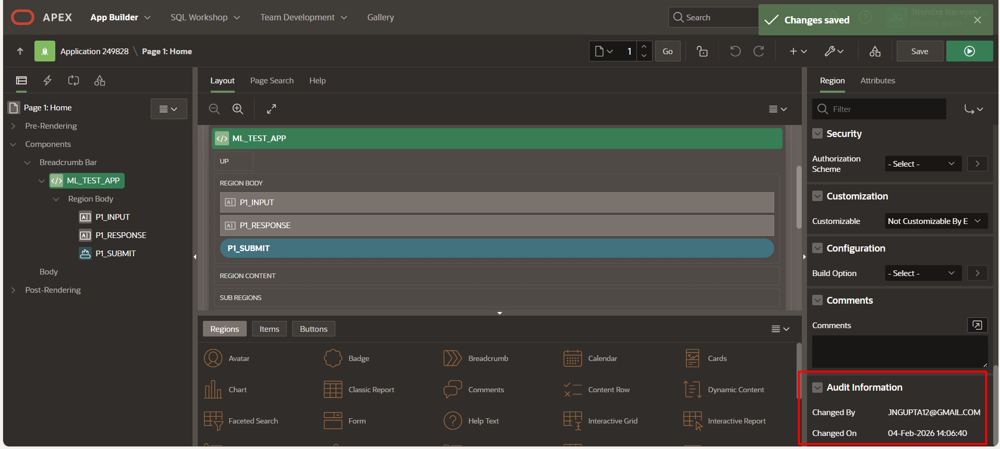 APEX App Builder SQL Workshop Team Development Gallery Search Changes saved
JG Jitendra Narayan
jitendra_gupta
Application 249828 \ Page 1: Home 1 Go Save
Layout Page Search Help Region Attributes
Page 1: Home
Pre-Rendering
Components
Breadcrumb Bar
ML_TEST_APP
Region Body
P1_INPUT
P1_RESPONSE
P1_SUBMIT
Body
Post-Rendering
ML_TEST_APP
UP
REGION BODY
P1_INPUT
P1_RESPONSE
P1_SUBMIT
REGION CONTENT
SUB REGIONS
Regions Items Buttons
Avatar Badge Breadcrumb Calendar Cards
Chart Classic Report Comments Content Row Dynamic Content
Faceted Search Form Help Text Interactive Grid Interactive Report
Filter
Security
Authorization
Scheme
- Select -
Customization
Customizable Not Customizable By E
Configuration
Build Option - Select -
Comments
Comments
Audit Information
Changed By JNGUPTA12@GMAIL.COM
Changed On 04-Feb-2026 14:06:40